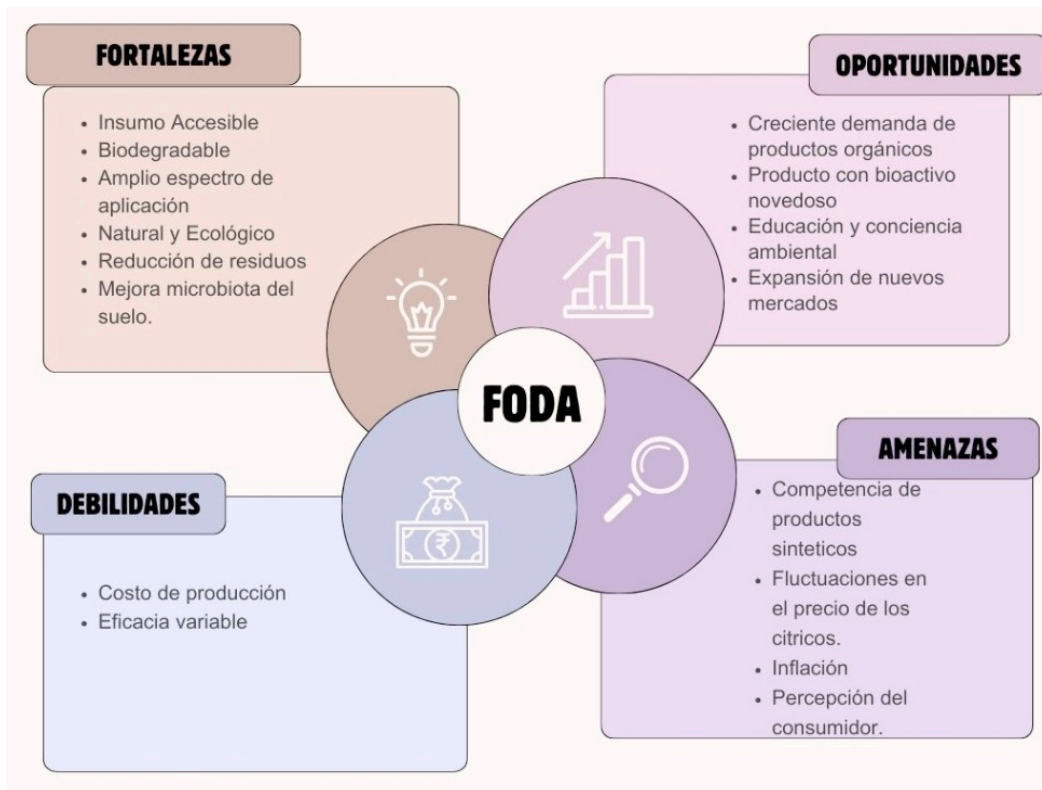 FORTALEZAS
• Insumo Accesible
• Biodegradable
• Amplio espectro de
aplicación
• Natural y Ecológico
• Reducción de residuos
• Mejora microbiota del
suelo.
OPORTUNIDADES
• Creciente demanda de
productos orgánicos
• Producto con bioactivo
novedoso
• Educación y conciencia
ambiental
• Expansión de nuevos
mercados
FODA
DEBILIDADES
• Costo de producción
• Eficacia variable
₹
AMENAZAS
• Competencia de
productos
sinteticos
• Fluctuaciones en
el precio de los
citricos.
• Inflación
• Percepción del
consumidor.